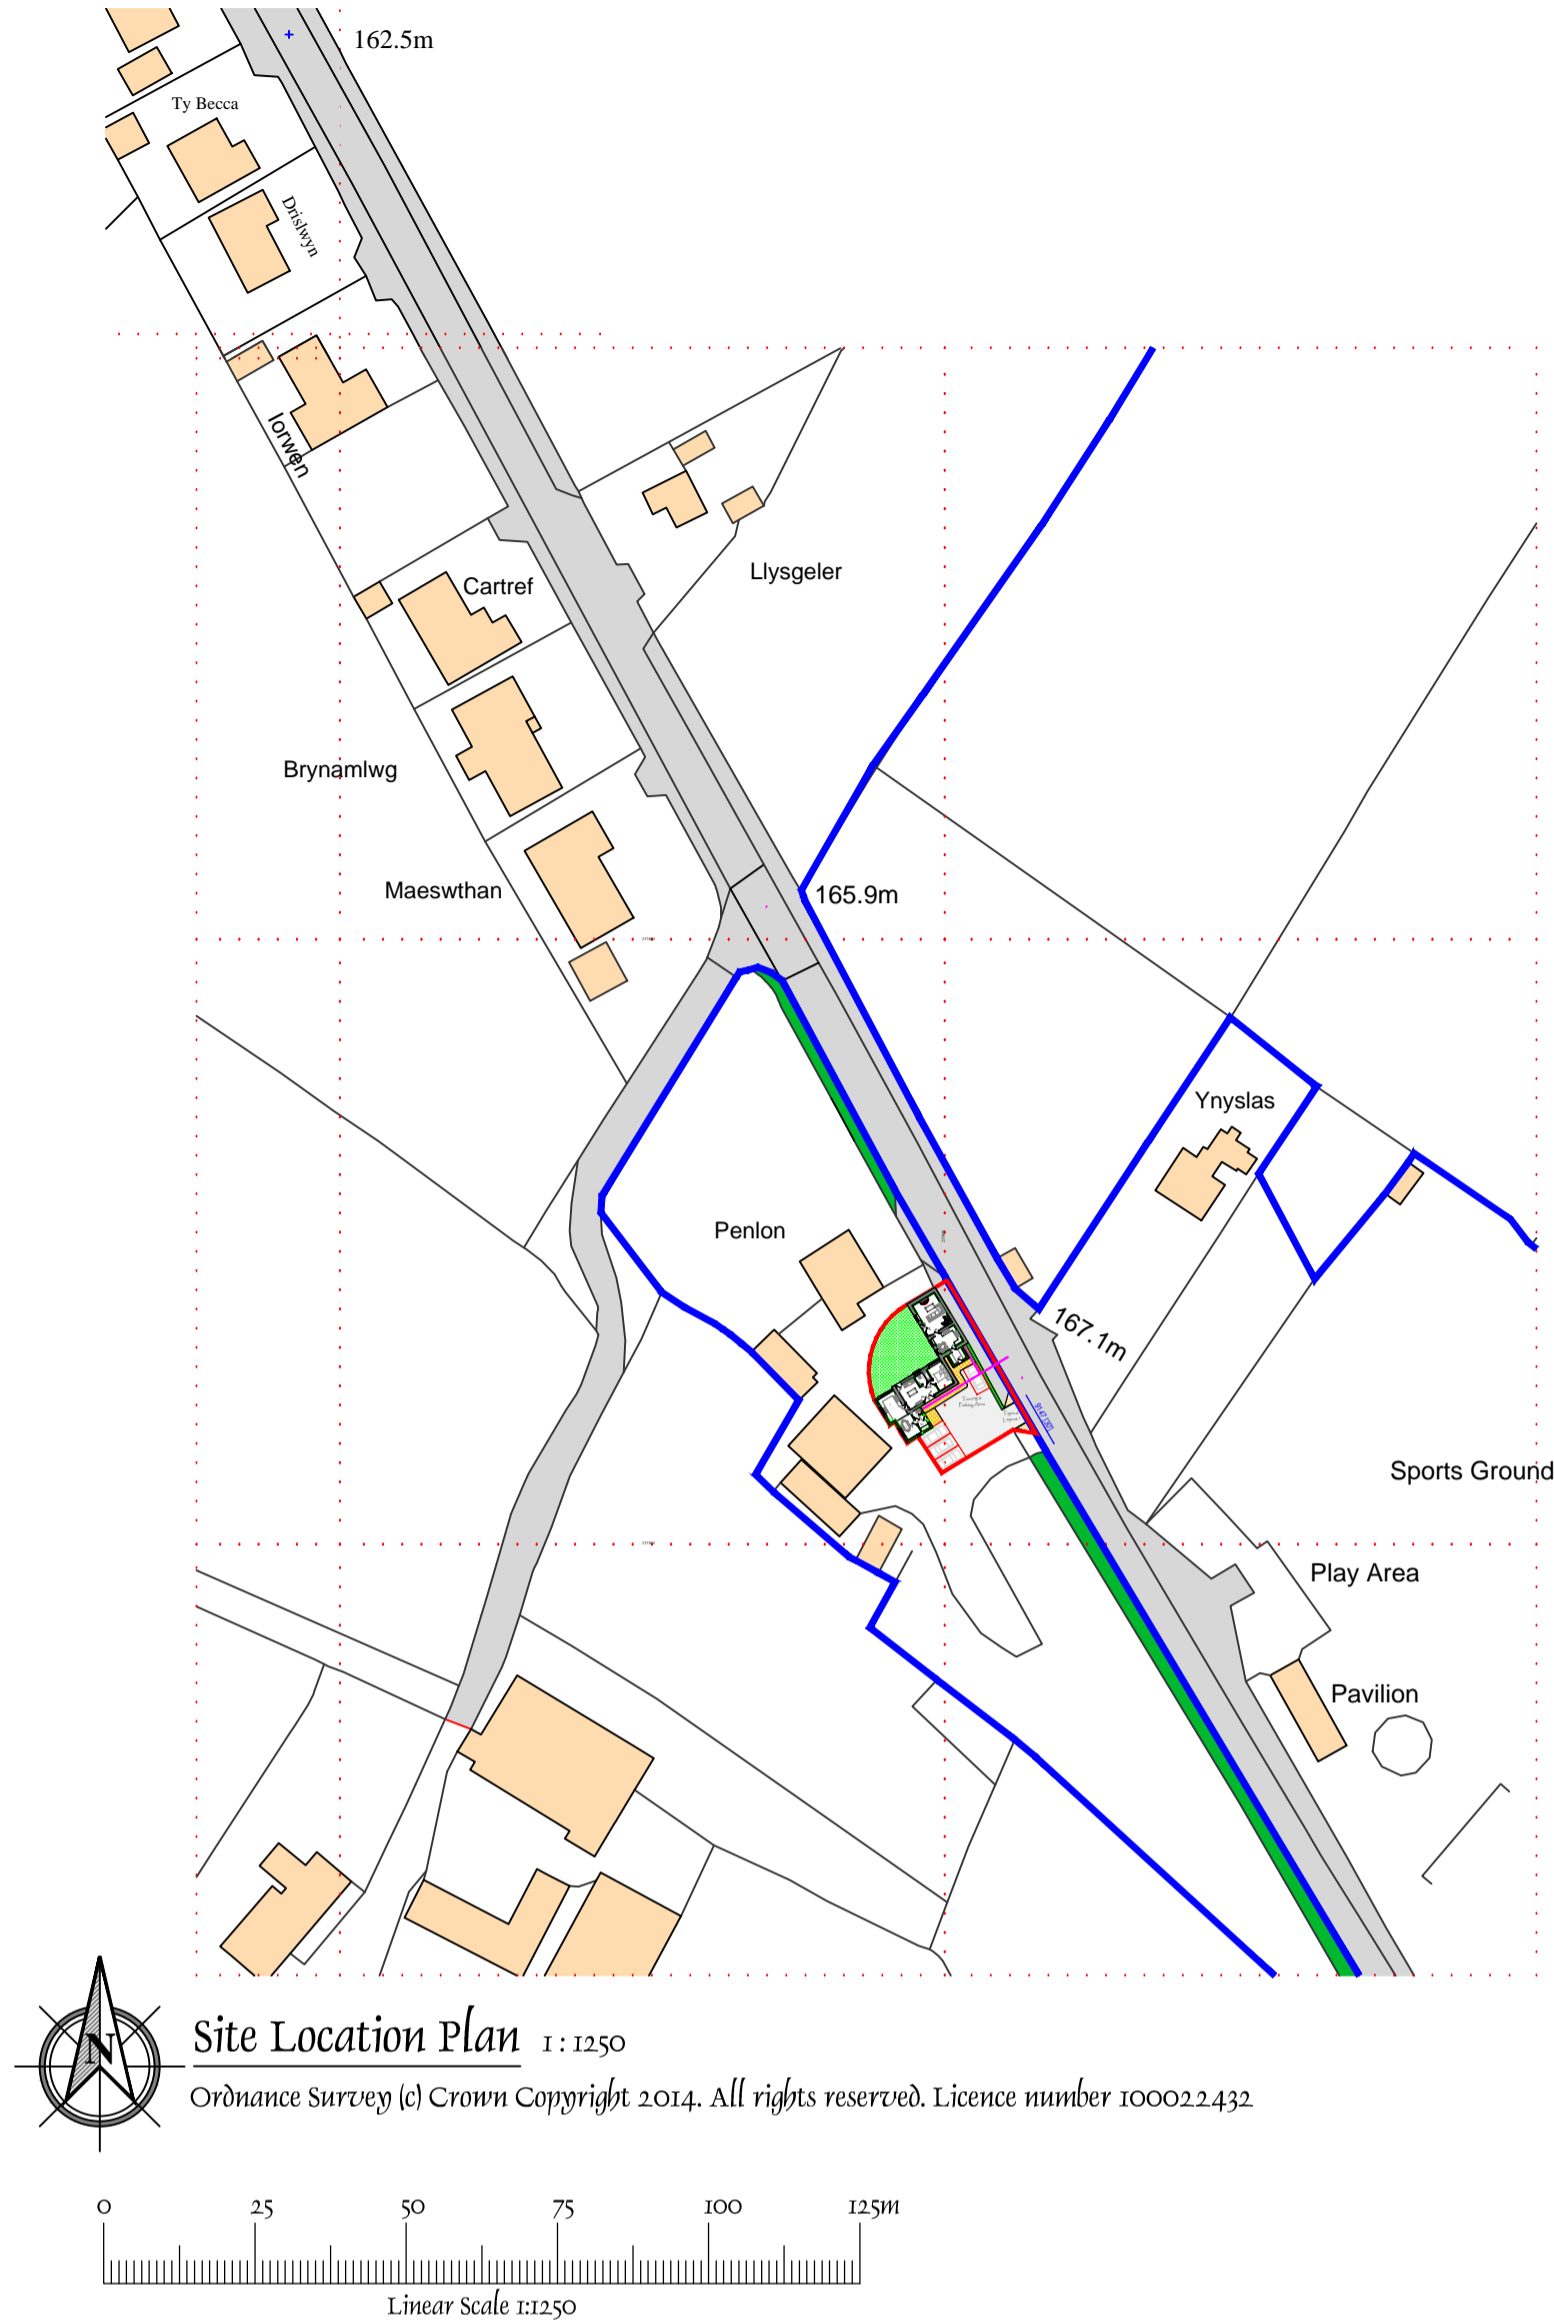 162.5m
Ty Becca
Drislwyn
Iorwen
Cartref
Llysgeler
Brynamlwg
Maeswthan
165.9m
Ynyslas
Penlon
167.1m
Sports Ground
Play Area
Pavilion
N
Site Location Plan 1 : 1250
Ordnance Survey (c) Crown Copyright 2014. All rights reserved. Licence number 100022432
0 25 50 75 100 125m
Linear Scale 1:1250